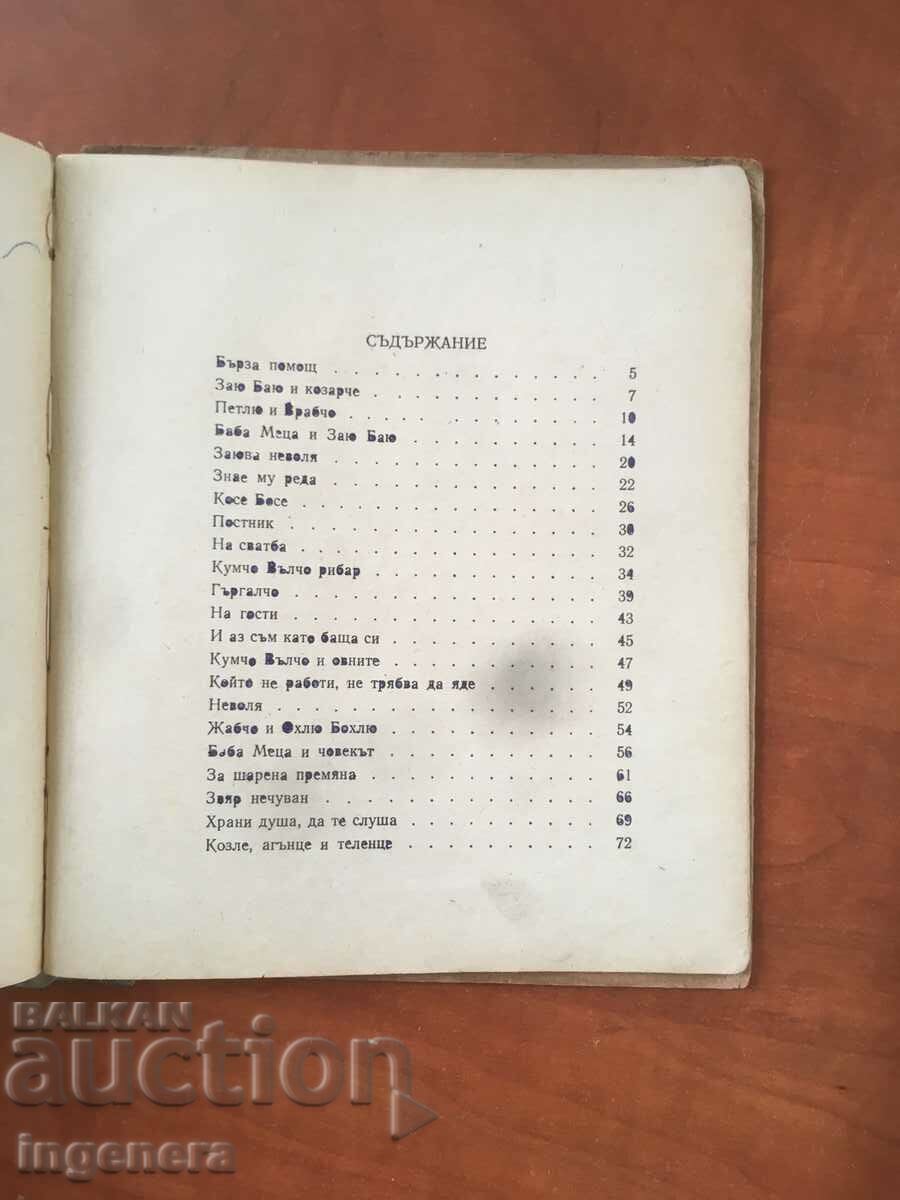 СЪДЪРЖАНИЕ
Бърза помощ . . . . . . . . . . . . . . 5
Заю Баю и козарче . . . . . . . . . . . 7
Петлю и Врабчо . . . . . . . . . . . . 10
Баба Меца и Заю Баю . . . . . . . . . . 14
Заюва неволя . . . . . . . . . . . . . 20
Знае му реда . . . . . . . . . . . . . 22
Косе Босе . . . . . . . . . . . . . . 26
Постник . . . . . . . . . . . . . . . 30
На сватба . . . . . . . . . . . . . . 32
Кумчо Вълчо рибар . . . . . . . . . . . 34
Гъргалчо . . . . . . . . . . . . . . . 39
На гости . . . . . . . . . . . . . . . 43
И аз съм като баща си . . . . . . . . . 45
Кумчо Вълчо и овните . . . . . . . . . 47
Който не работи, не трябва да яде . . . . . 49
Неволя . . . . . . . . . . . . . . . 52
Жабчо и Охлю Бохлю . . . . . . . . . . 54
Баба Меца и човекът . . . . . . . . . . 56
За шарена премяна . . . . . . . . . . . 61
Звяр нечуван . . . . . . . . . . . . . 66
Храни душа, да те слуша . . . . . . . . 69
Козле, агънце и теленце . . . . . . . . 72
BALKAN
auction
ingenera